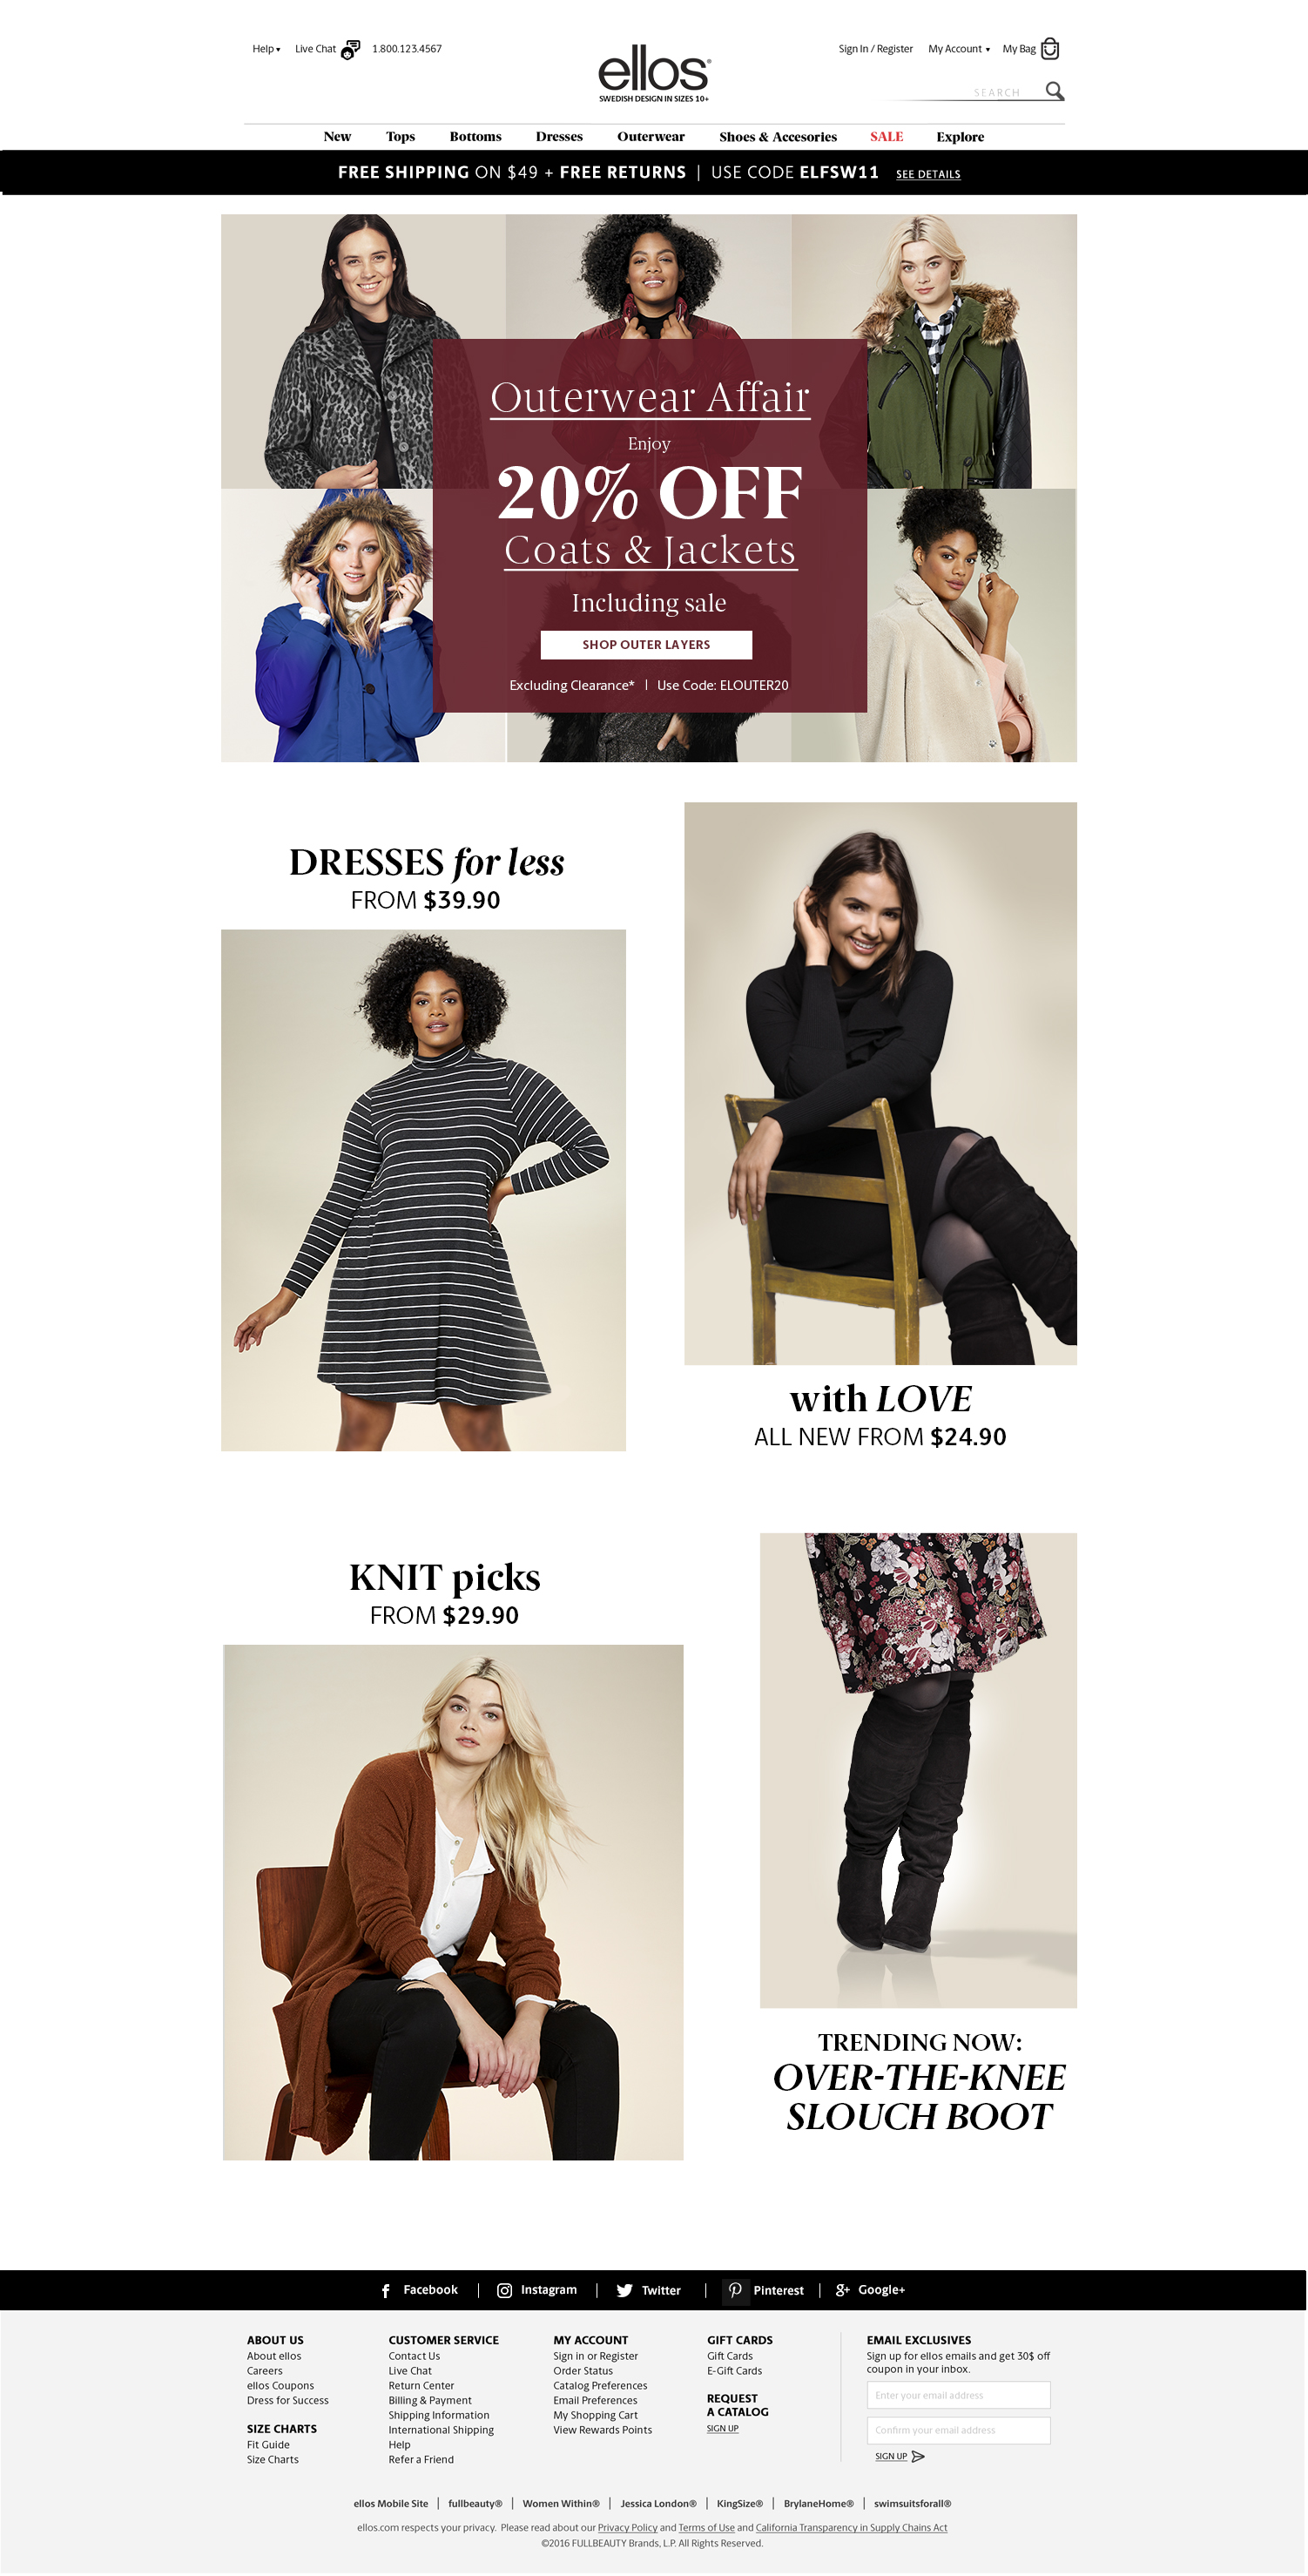 Help ▾ Live Chat 1.800.123.4567
ellos®
SWEDISH DESIGN IN SIZES 10+
Sign In / Register My Account ▾ My Bag
SEARCH
New Tops Bottoms Dresses Outerwear Shoes & Accesories SALE Explore
FREE SHIPPING ON $49 + FREE RETURNS | USE CODE ELFSW11 SEE DETAILS
Outerwear Affair
Enjoy
20% OFF
Coats & Jackets
Including sale
SHOP OUTER LAYERS
Excluding Clearance* | Use Code: ELOUTER20
DRESSES for less
FROM $39.90
with LOVE
ALL NEW FROM $24.90
KNIT picks
FROM $29.90
TRENDING NOW:
OVER-THE-KNEE
SLOUCH BOOT
Facebook | Instagram | Twitter | Pinterest | Google+
ABOUT US
About ellos
Careers
ellos Coupons
Dress for Success
SIZE CHARTS
Fit Guide
Size Charts
CUSTOMER SERVICE
Contact Us
Live Chat
Return Center
Billing & Payment
Shipping Information
International Shipping
Help
Refer a Friend
MY ACCOUNT
Sign in or Register
Order Status
Catalog Preferences
Email Preferences
My Shopping Cart
View Rewards Points
GIFT CARDS
Gift Cards
E-Gift Cards
REQUEST
A CATALOG
SIGN UP
EMAIL EXCLUSIVES
Sign up for ellos emails and get 30$ off
coupon in your inbox.
Enter your email address
Confirm your email address
SIGN UP
ellos Mobile Site | fullbeauty® | Women Within® | Jessica London® | KingSize® | BrylaneHome® | swimsuitsforall®
ellos.com respects your privacy. Please read about our Privacy Policy and Terms of Use and California Transparency in Supply Chains Act
©2016 FULLBEAUTY Brands, L.P. All Rights Reserved.